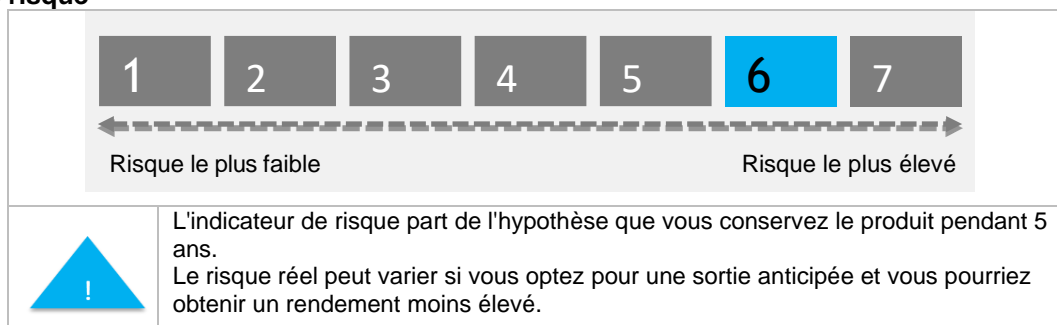 risque
1 2 3 4 5 6 7
Risque le plus faible Risque le plus élevé
L'indicateur de risque part de l'hypothèse que vous conservez le produit pendant 5
ans.
Le risque réel peut varier si vous optez pour une sortie anticipée et vous pourriez
obtenir un rendement moins élevé.
!